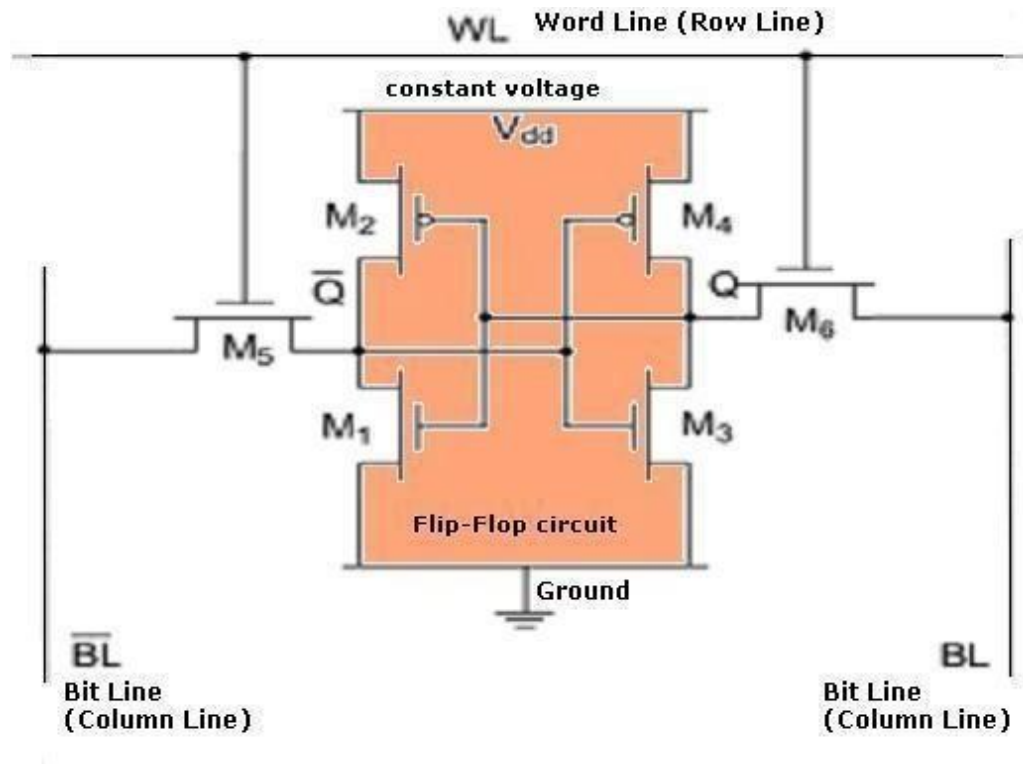 WL Word Line (Row Line)
constant voltage
Vdd
M2
M4
Q̅
Q
M5
M6
M1
M3
Flip-Flop circuit
Ground
B̅L̅
BL
Bit Line
(Column Line)
Bit Line
(Column Line)